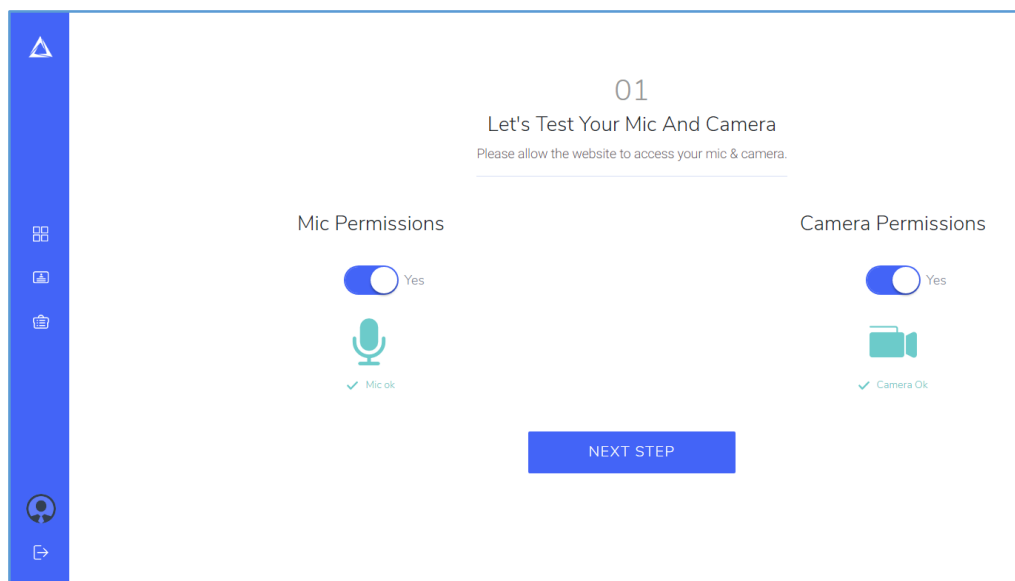 01
Let's Test Your Mic And Camera
Please allow the website to access your mic & camera.
Mic Permissions
Yes
Mic ok
Camera Permissions
Yes
Camera Ok
NEXT STEP